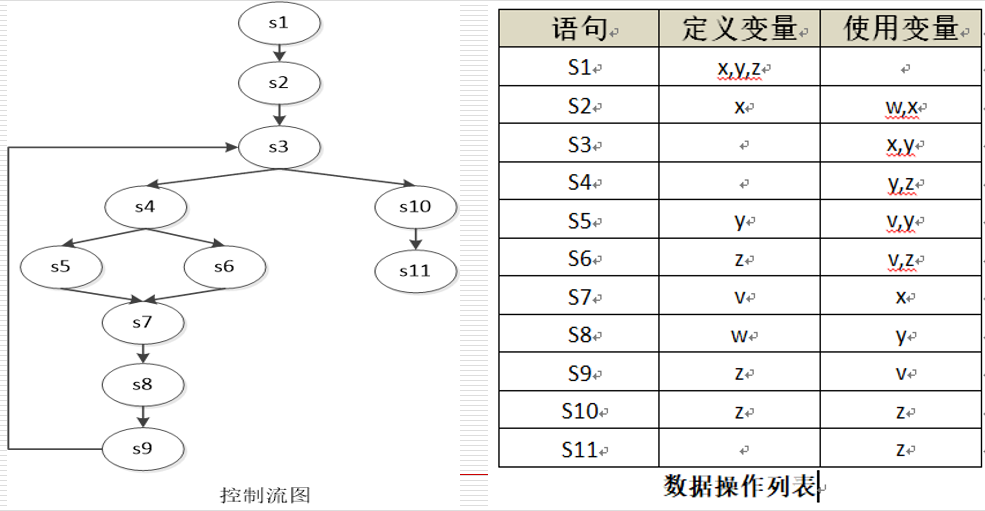 s1
s2
s3
s4
s10
s5
s6
s11
s7
s8
s9
控制流图
语句 定义变量 使用变量
S1 x,y,z
S2 x w,x
S3 x,y
S4 y,z
S5 y v,y
S6 z v,z
S7 v x
S8 w y
S9 z v
S10 z z
S11 z
数据操作列表